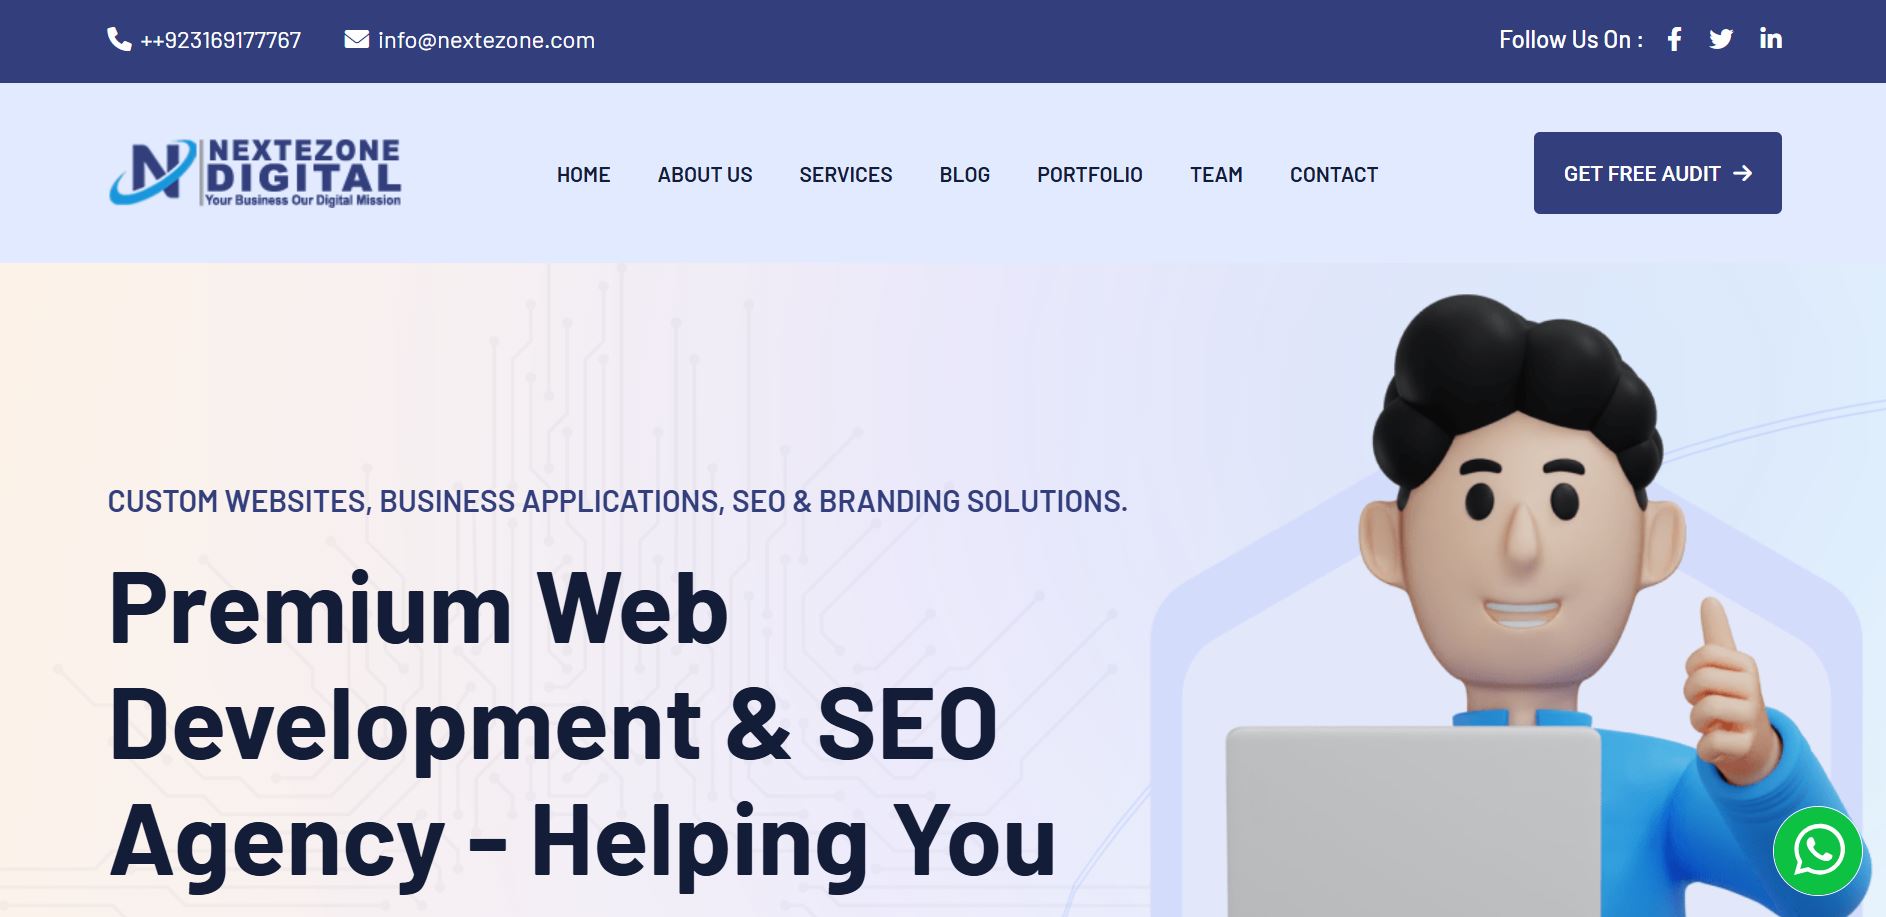 ++923169177767
info@nextezone.com
Follow Us On :
NEXTEZONE
DIGITAL
Your Business Our Digital Mission
HOME
ABOUT US
SERVICES
BLOG
PORTFOLIO
TEAM
CONTACT
GET FREE AUDIT
CUSTOM WEBSITES, BUSINESS APPLICATIONS, SEO & BRANDING SOLUTIONS.
Premium Web
Development & SEO
Agency - Helping You